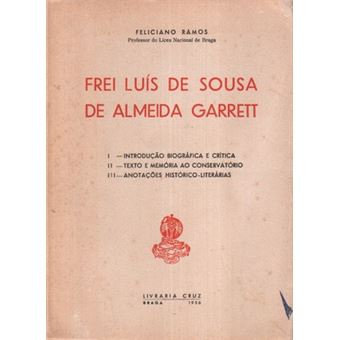 FELICIANO RAMOS
Professor do Liceu Nacional de Braga
FREI LUÍS DE SOUSA
DE ALMEIDA GARRETT
I — INTRODUÇÃO BIOGRÁFICA E CRÍTICA
II — TEXTO E MEMÓRIA AO CONSERVATÓRIO
III — ANOTAÇÕES HISTÓRICO-LITERÁRIAS
LIVRARIA CRUZ
BRAGA 1956